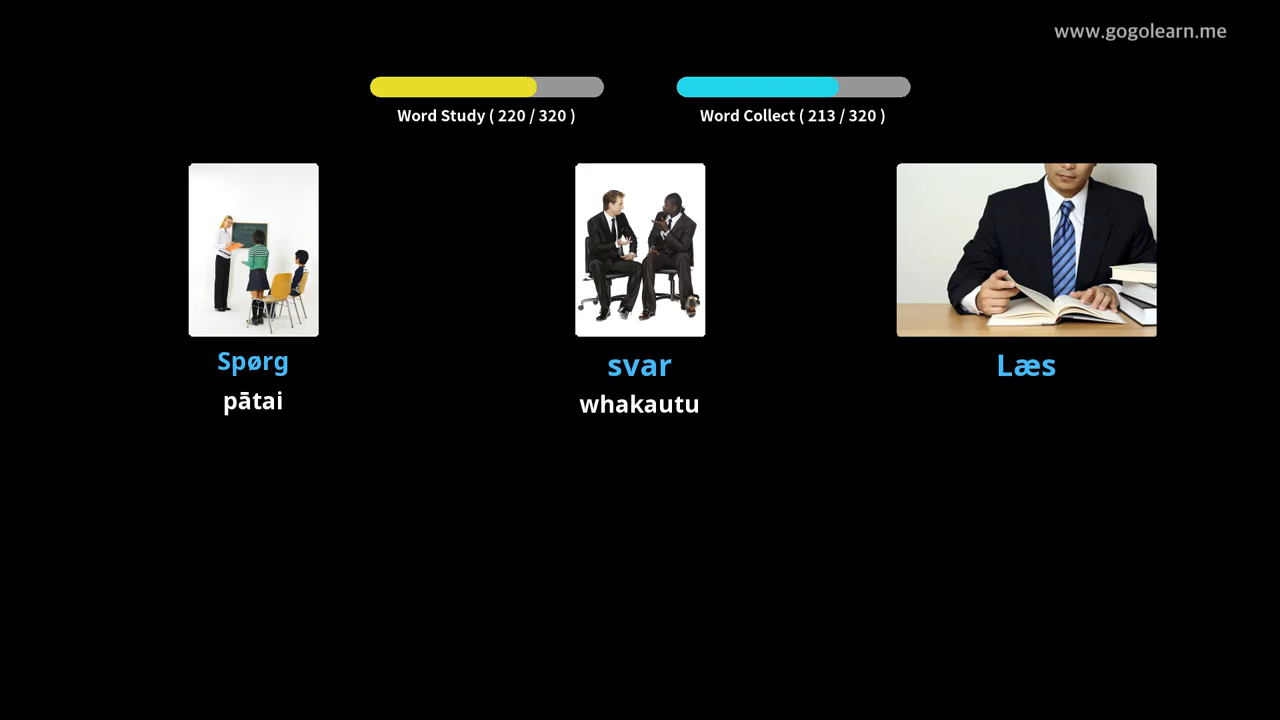 www.gogolearn.me
Word Study ( 220 / 320 )
Word Collect ( 213 / 320 )
Spørg
pātai
svar
whakautu
Læs